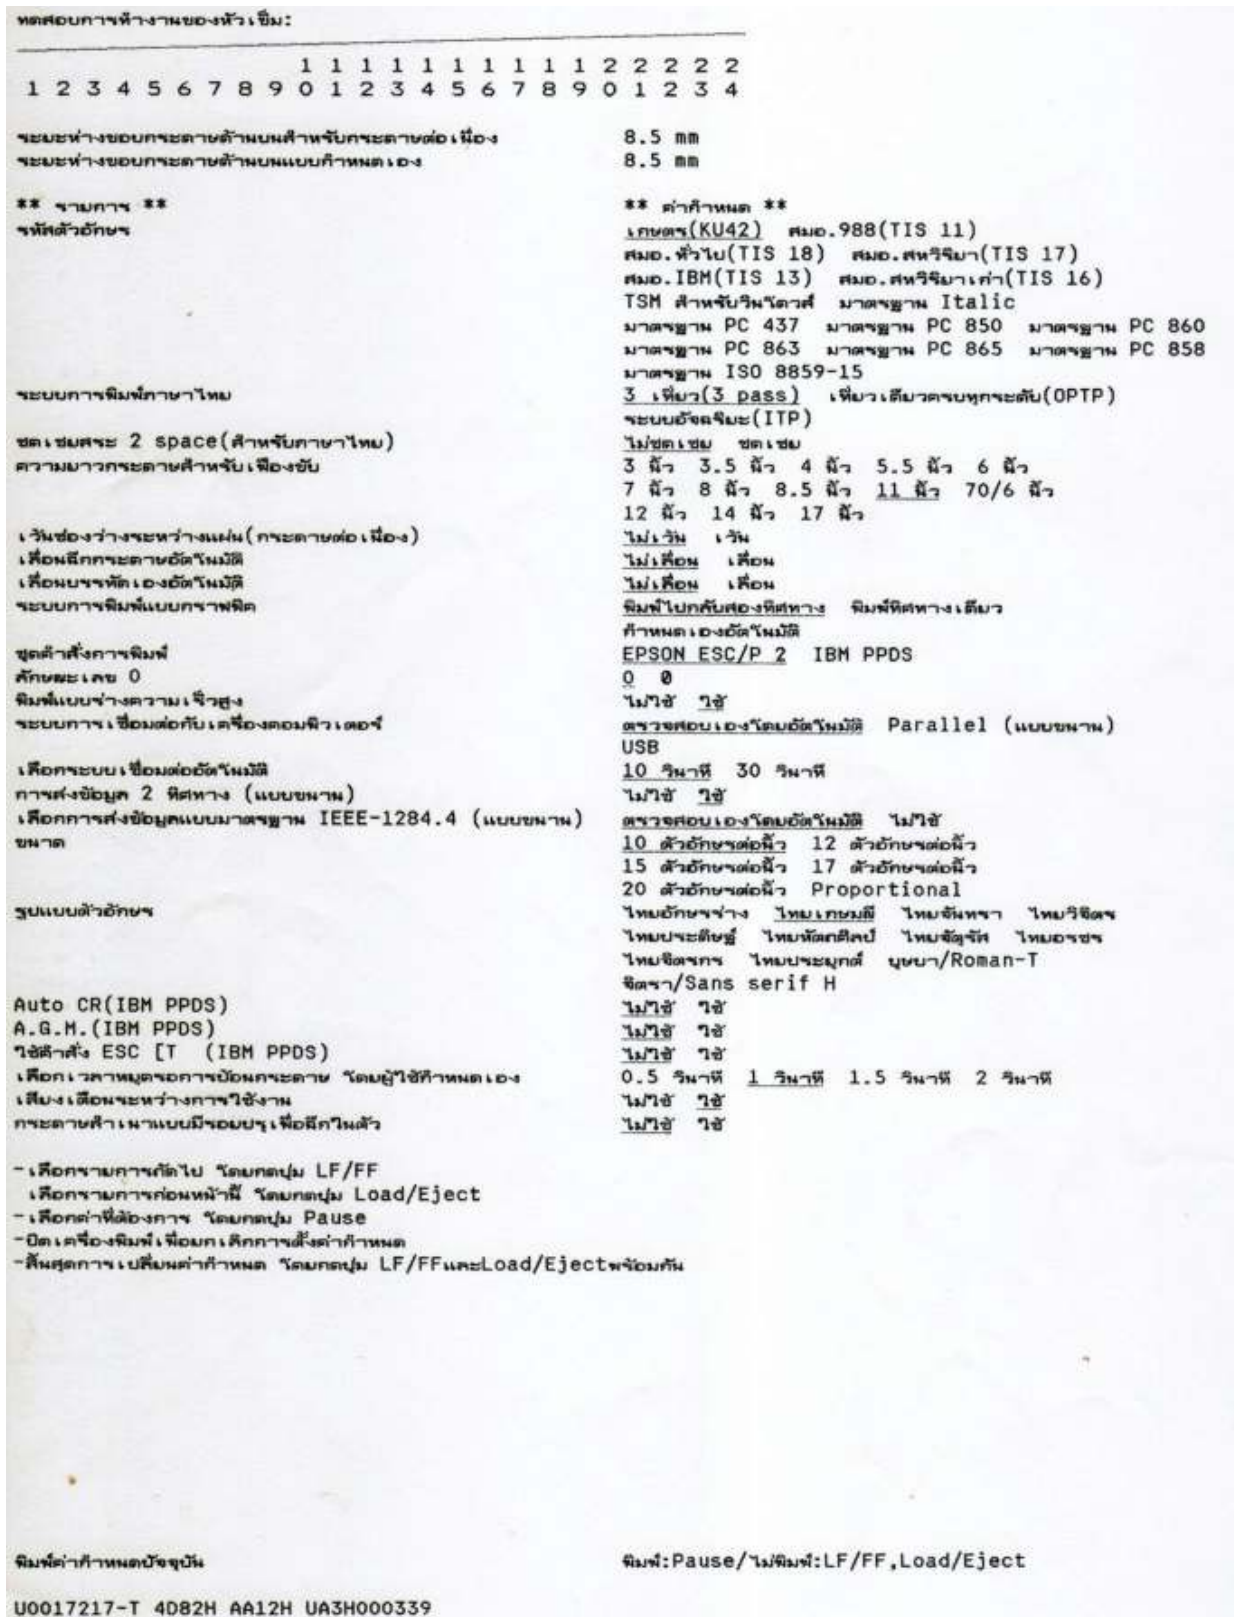 ทดสอบการทำงานของหัวเข็ม:
1 1 1 1 1 1 1 1 1 1 2 2 2 2 2
1 2 3 4 5 6 7 8 9 0 1 2 3 4 5 6 7 8 9 0 1 2 3 4
ระยะห่างขอบกระดาษด้านบนสำหรับกระดาษต่อเนื่อง 8.5 mm
ระยะห่างขอบกระดาษด้านบนแบบกำหนดเอง 8.5 mm
** รายการ ** ** ค่ากำหนด **
รหัสตัวอักษร เกษตร(KU42) สมอ.988(TIS 11)
สมอ.ทั่วไป(TIS 18) สมอ.สหวิริยา(TIS 17)
สมอ.IBM(TIS 13) สมอ.สหวิริยาเก่า(TIS 16)
TSM สำหรับวินโดวส์ มาตรฐาน Italic
มาตรฐาน PC 437 มาตรฐาน PC 850 มาตรฐาน PC 860
มาตรฐาน PC 863 มาตรฐาน PC 865 มาตรฐาน PC 858
มาตรฐาน ISO 8859-15
ระบบการพิมพ์ภาษาไทย 3 เที่ยว(3 pass) เที่ยวเดียวครบทุกระดับ(OPTP)
ระบบอัจฉริยะ(ITP)
ชดเชยสระ 2 space(สำหรับภาษาไทย) ไม่ชดเชย ชดเชย
ความยาวกระดาษสำหรับเฟืองขับ 3 นิ้ว 3.5 นิ้ว 4 นิ้ว 5.5 นิ้ว 6 นิ้ว
7 นิ้ว 8 นิ้ว 8.5 นิ้ว 11 นิ้ว 70/6 นิ้ว
12 นิ้ว 14 นิ้ว 17 นิ้ว
เว้นช่องว่างระหว่างแผ่น(กระดาษต่อเนื่อง) ไม่เว้น เว้น
เลื่อนฉีกกระดาษอัตโนมัติ ไม่เลื่อน เลื่อน
เลื่อนบรรทัดเองอัตโนมัติ ไม่เลื่อน เลื่อน
ระบบการพิมพ์แบบกราฟฟิค พิมพ์ไปกลับสองทิศทาง พิมพ์ทิศทางเดียว
กำหนดเองอัตโนมัติ
ชุดคำสั่งการพิมพ์ EPSON ESC/P 2 IBM PPDS
ลักษณะเลข 0 0 0
พิมพ์แบบร่างความเร็วสูง ไม่ใช้ ใช้
ระบบการเชื่อมต่อกับเครื่องคอมพิวเตอร์ ตรวจสอบเองโดยอัตโนมัติ Parallel (แบบขนาน)
USB
เลือกระบบเชื่อมต่ออัตโนมัติ 10 วินาที 30 วินาที
การส่งข้อมูล 2 ทิศทาง (แบบขนาน) ไม่ใช้ ใช้
เลือกการส่งข้อมูลแบบมาตรฐาน IEEE-1284.4 (แบบขนาน) ตรวจสอบเองโดยอัตโนมัติ ไม่ใช้
ขนาด 10 ตัวอักษรต่อนิ้ว 12 ตัวอักษรต่อนิ้ว
15 ตัวอักษรต่อนิ้ว 17 ตัวอักษรต่อนิ้ว
20 ตัวอักษรต่อนิ้ว Proportional
รูปแบบตัวอักษร ไทยอักษรร่าง ไทยเกษมณี ไทยจันทรา ไทยวิจิตร
ไทยประดิษฐ์ ไทยหัตถศิลป์ ไทยจัตุรัส ไทยอรชร
ไทยจิตรกร ไทยประยุกต์ บุษบา/Roman-T
จิตรา/Sans serif H
Auto CR(IBM PPDS) ไม่ใช้ ใช้
A.G.M.(IBM PPDS) ไม่ใช้ ใช้
ใช้คำสั่ง ESC [T (IBM PPDS) ไม่ใช้ ใช้
เลือกเวลาหยุดรอการป้อนกระดาษ โดยผู้ใช้กำหนดเอง 0.5 วินาที 1 วินาที 1.5 วินาที 2 วินาที
เสียงเตือนระหว่างการใช้งาน ไม่ใช้ ใช้
กระดาษสำเนาแบบมีรอยปรุเพื่อฉีกในตัว ไม่ใช้ ใช้
-เลือกรายการถัดไป โดยกดปุ่ม LF/FF
เลือกรายการก่อนหน้านี้ โดยกดปุ่ม Load/Eject
-เลือกค่าที่ต้องการ โดยกดปุ่ม Pause
-ปิดเครื่องพิมพ์เพื่อยกเลิกการตั้งค่ากำหนด
-สิ้นสุดการเปลี่ยนค่ากำหนด โดยกดปุ่ม LF/FFและLoad/Ejectพร้อมกัน
พิมพ์ค่ากำหนดปัจจุบัน พิมพ์:Pause/ไม่พิมพ์:LF/FF,Load/Eject
U0017217-T 4D82H AA12H UA3H000339